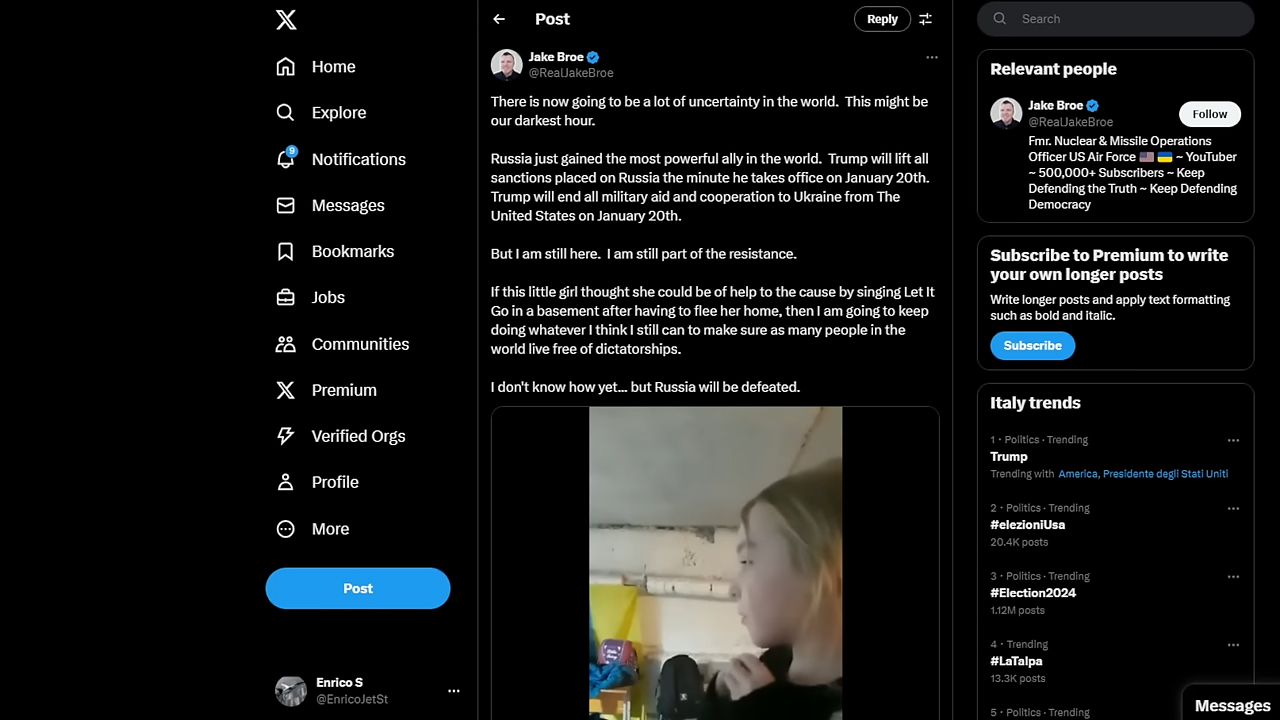 Home
Explore
9
Notifications
Messages
Bookmarks
Jobs
Communities
Premium
Verified Orgs
Profile
More
Post
Enrico S
@EnricoJetSt
Post
Reply
Jake Broe
@RealJakeBroe
There is now going to be a lot of uncertainty in the world.  This might be
our darkest hour.
Russia just gained the most powerful ally in the world.  Trump will lift all
sanctions placed on Russia the minute he takes office on January 20th.
Trump will end all military aid and cooperation to Ukraine from The
United States on January 20th.
But I am still here.  I am still part of the resistance.
If this little girl thought she could be of help to the cause by singing Let It
Go in a basement after having to flee her home, then I am going to keep
doing whatever I think I still can to make sure as many people in the
world live free of dictatorships.
I don't know how yet... but Russia will be defeated.
Search
Relevant people
Jake Broe
@RealJakeBroe
Follow
Fmr. Nuclear & Missile Operations
Officer US Air Force 🇺🇸 🇺🇦 ~ YouTuber
~ 500,000+ Subscribers ~ Keep
Defending the Truth ~ Keep Defending
Democracy
Subscribe to Premium to write
your own longer posts
Write longer posts and apply text formatting
such as bold and italic.
Subscribe
Italy trends
1 · Politics · Trending
Trump
Trending with America, Presidente degli Stati Uniti
2 · Politics · Trending
#elezioniUsa
20.4K posts
3 · Politics · Trending
#Election2024
1.12M posts
4 · Trending
#LaTalpa
13.3K posts
5 · Politics · Trending
Messages